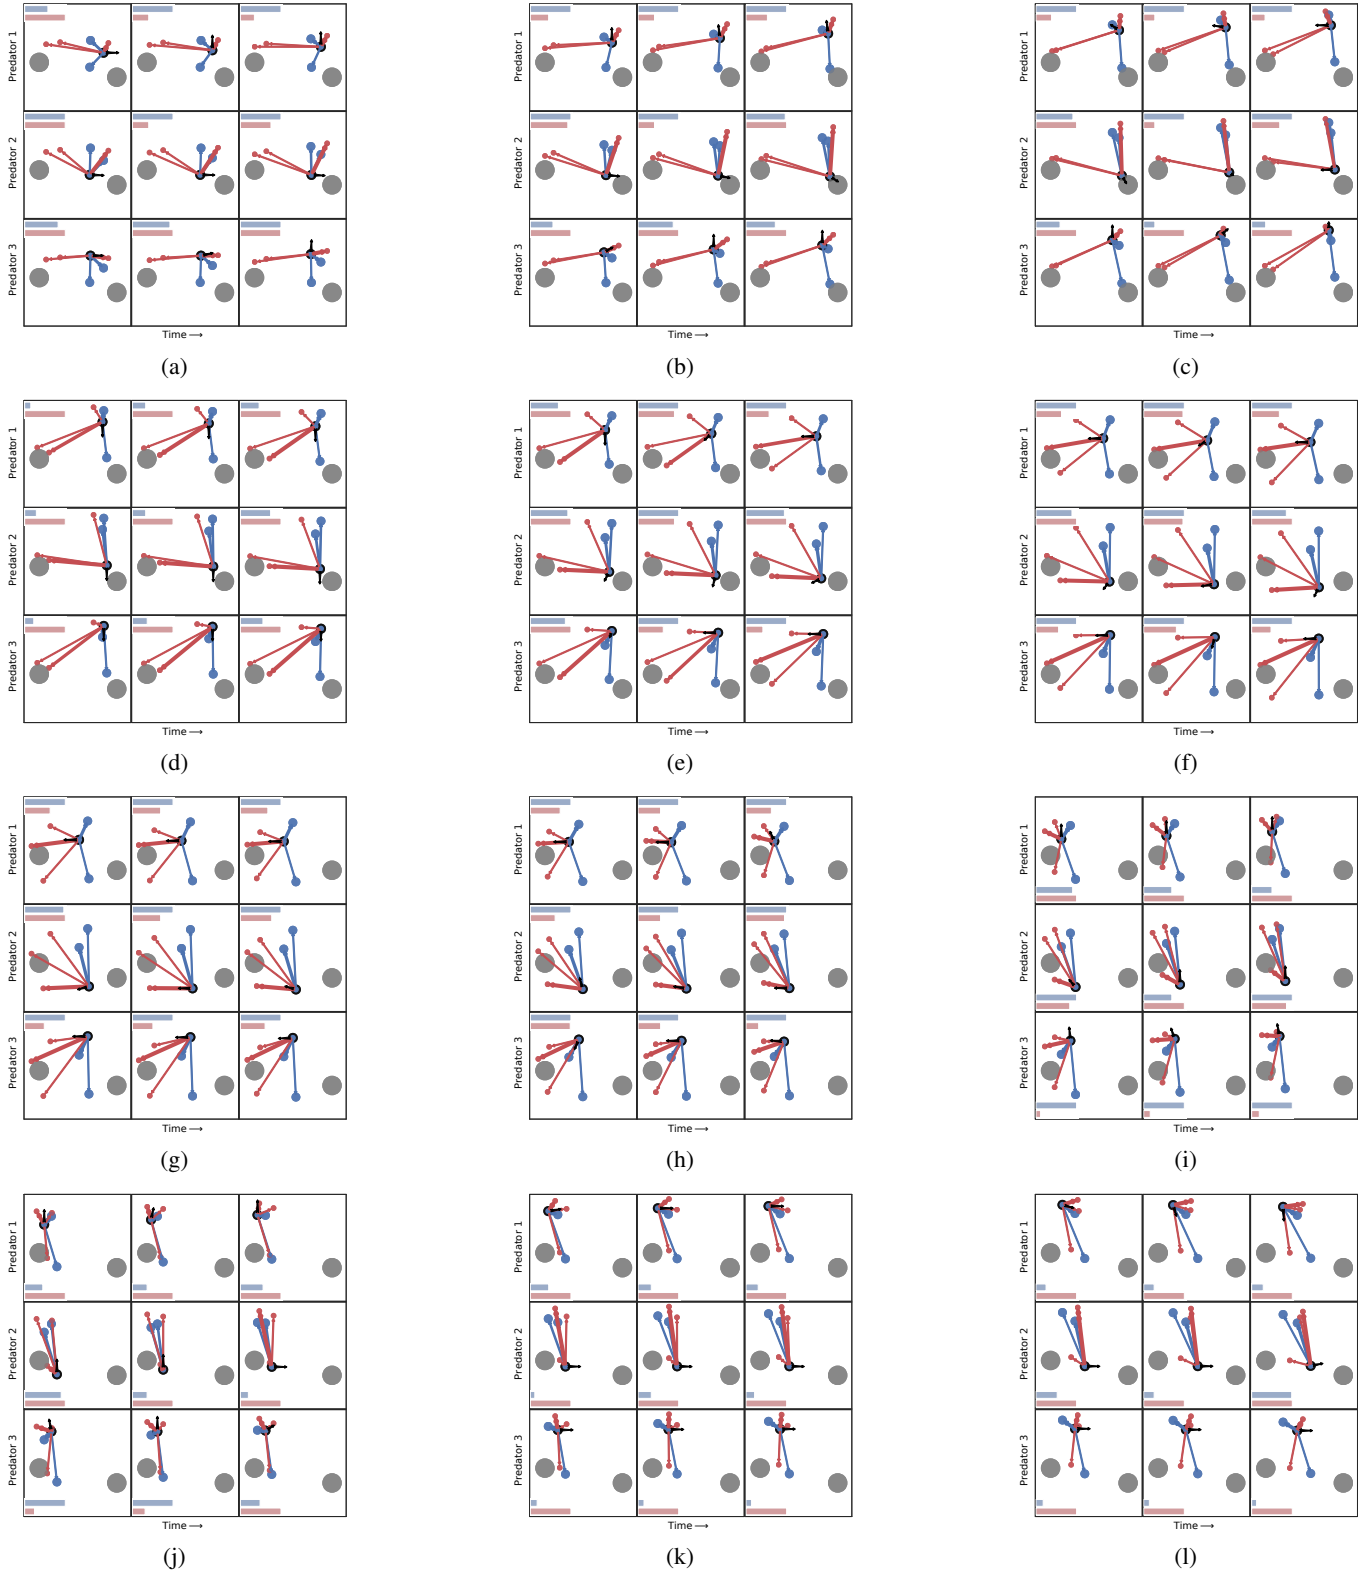 Predator 1
Predator 2
Predator 3
Time →
(a)
Predator 1
Predator 2
Predator 3
Time →
(b)
Predator 1
Predator 2
Predator 3
Time →
(c)
Predator 1
Predator 2
Predator 3
Time →
(d)
Predator 1
Predator 2
Predator 3
Time →
(e)
Predator 1
Predator 2
Predator 3
Time →
(f)
Predator 1
Predator 2
Predator 3
Time →
(g)
Predator 1
Predator 2
Predator 3
Time →
(h)
Predator 1
Predator 2
Predator 3
Time →
(i)
Predator 1
Predator 2
Predator 3
Time →
(j)
Predator 1
Predator 2
Predator 3
Time →
(k)
Predator 1
Predator 2
Predator 3
Time →
(l)